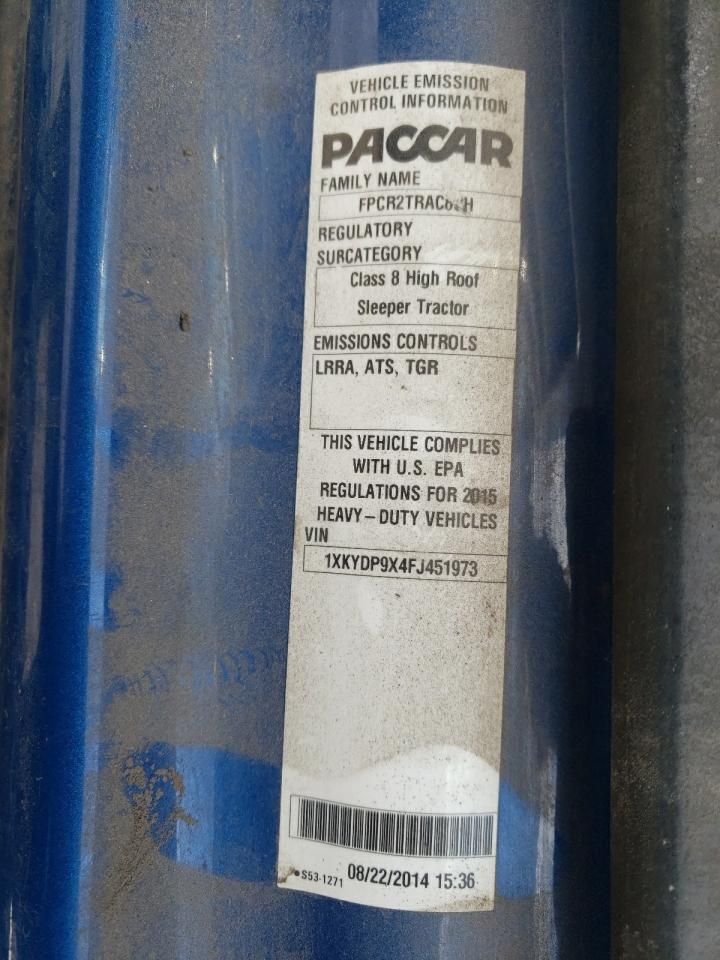 VEHICLE EMISSION
CONTROL INFORMATION
PACCAR
FAMILY NAME
REGULATORY
SURCATEGORY
Class 8 High Roof
Sleeper Tractor
EMISSIONS CONTROLS
LRRA, ATS, TGR
THIS VEHICLE COMPLIES
WITH U.S. EPA
REGULATIONS FOR 2015
HEAVY-DUTY VEHICLES
VIN
1XKYDP9X4FJ451973
S53-1271 08/22/2014 15:36